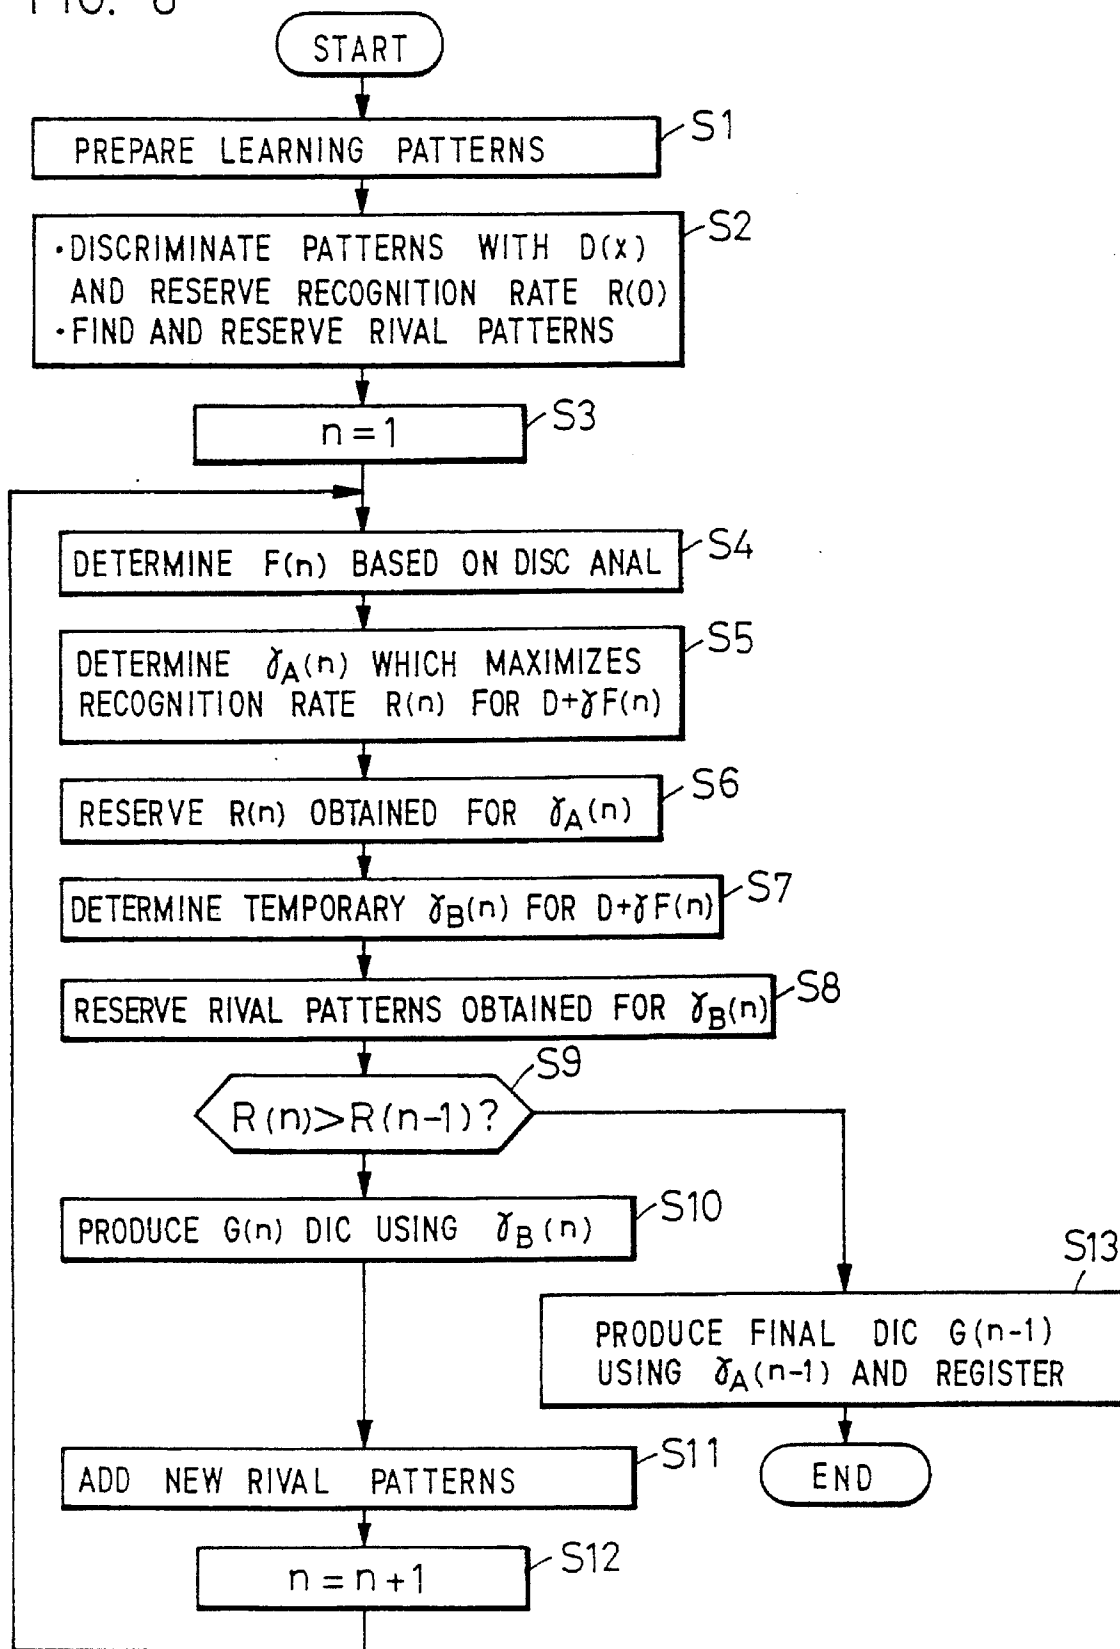 START
S1
PREPARE LEARNING PATTERNS
S2
·DISCRIMINATE PATTERNS WITH D(x)
AND RESERVE RECOGNITION RATE R(0)
·FIND AND RESERVE RIVAL PATTERNS
S3
n=1
S4
DETERMINE F(n) BASED ON DISC ANAL
S5
DETERMINE γA(n) WHICH MAXIMIZES
RECOGNITION RATE R(n) FOR D+γF(n)
S6
RESERVE R(n) OBTAINED FOR γA(n)
S7
DETERMINE TEMPORARY γB(n) FOR D+γF(n)
S8
RESERVE RIVAL PATTERNS OBTAINED FOR γB(n)
S9
R(n)>R(n-1)?
S10
PRODUCE G(n) DIC USING γB(n)
S13
PRODUCE FINAL DIC G(n-1)
USING γA(n-1) AND REGISTER
S11
ADD NEW RIVAL PATTERNS
END
S12
n=n+1